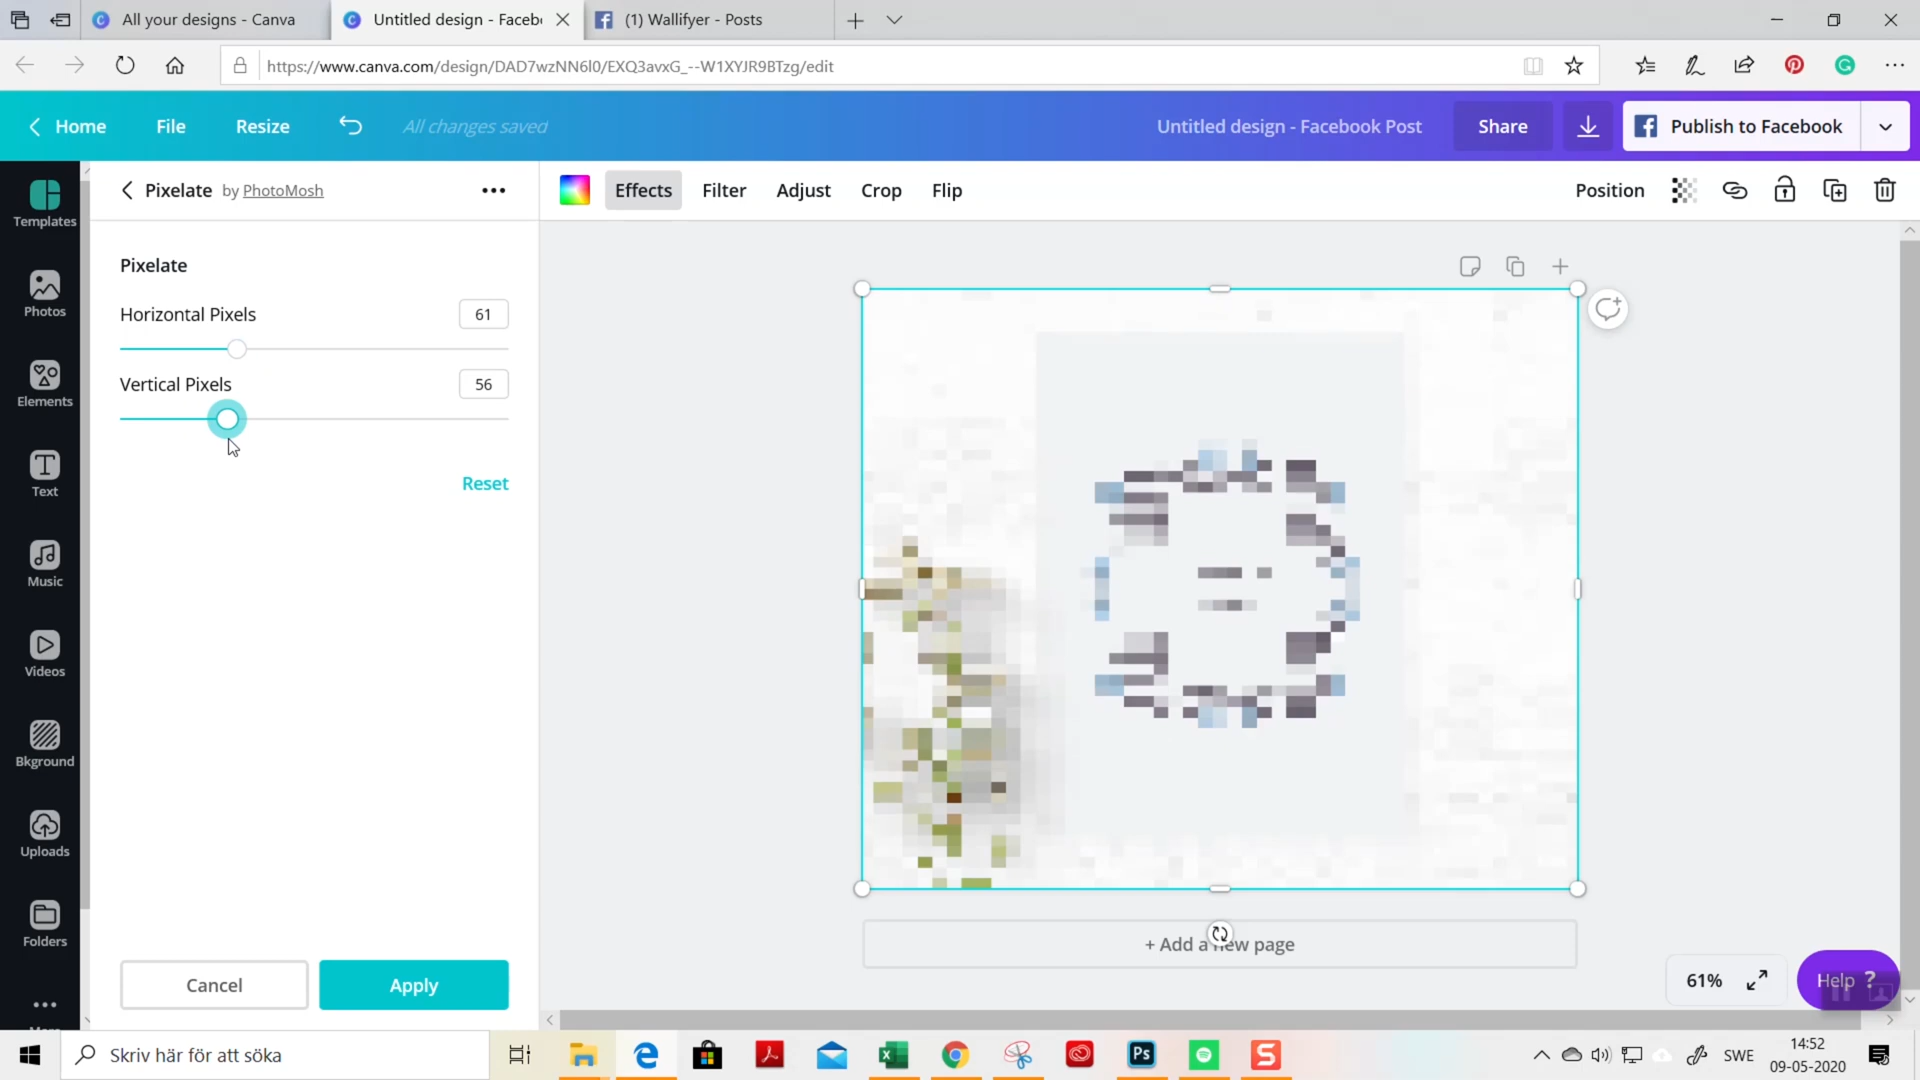 All your designs - Canva
Untitled design - Facebo
(1) Wallifyer - Posts
https://www.canva.com/design/DAD7wzNN6l0/EXQ3avxG_--W1XYJR9BTzg/edit
Home
File
Resize
All changes saved
Untitled design - Facebook Post
Share
Publish to Facebook
Templates
Photos
Elements
Text
Music
Videos
Bkground
Uploads
Folders
Pixelate by PhotoMosh
Effects
Filter
Adjust
Crop
Flip
Position
Pixelate
Horizontal Pixels
61
Vertical Pixels
56
Reset
Cancel
Apply
+ Add a new page
61%
Help ?
Skriv här för att söka
Ps
SWE
14:52
09-05-2020